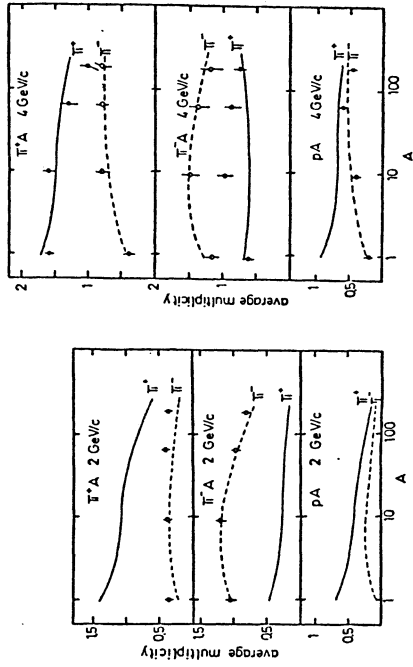 π⁺A 2 GeV/c
π⁺
π⁻
1.5
0.5
π⁻A 2 GeV/c
π⁻
π⁺
1.5
0.5
pA 2 GeV/c
π⁺
π⁻
1
0.5
average multiplicity
1 10 100
A
π⁺A 4 GeV/c
π⁺
π⁻
2
1
π⁻A 4 GeV/c
π⁻
π⁺
2
1
pA 4 GeV/c
π⁺
π⁻
1
0.5
average multiplicity
average multiplicity
1 10 100
A